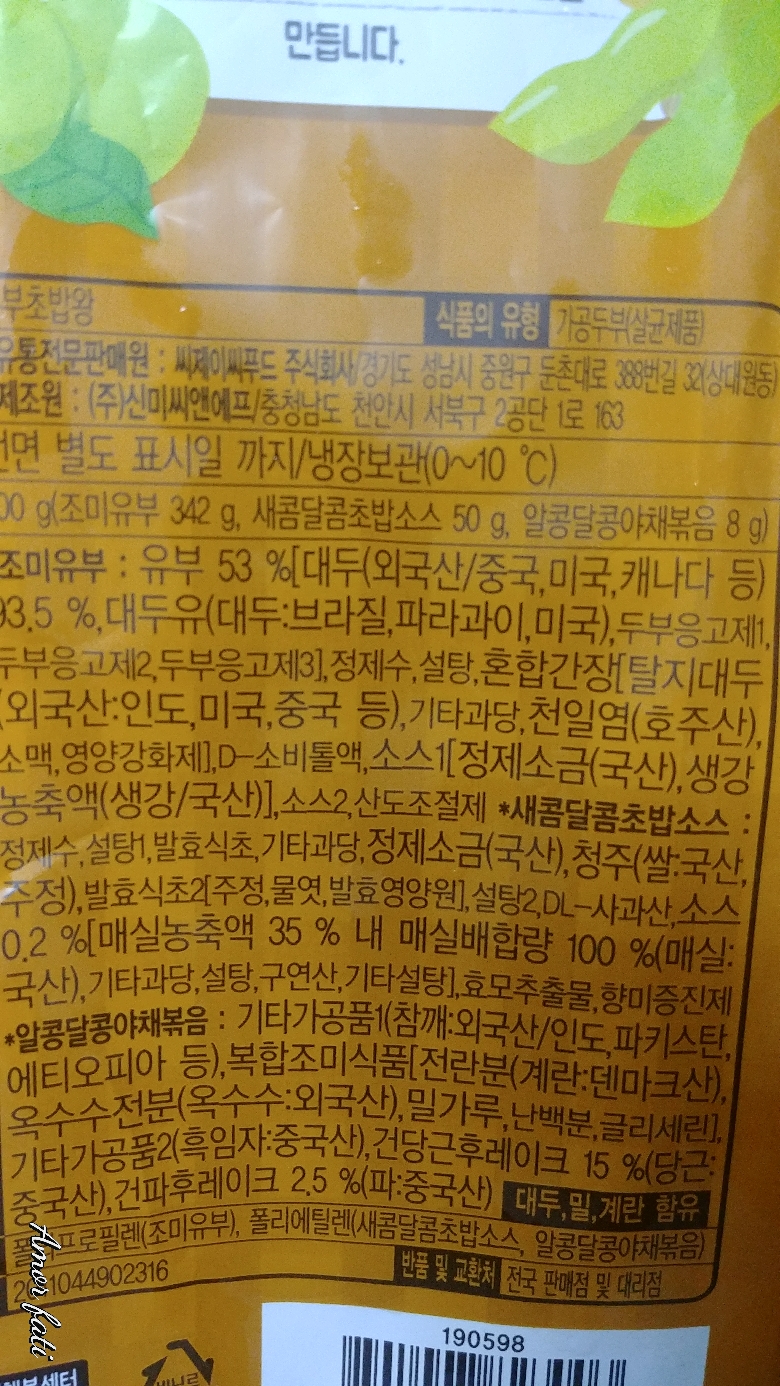 만듭니다.
부초밥왕 식품의 유형 가공두부(살균제품)
유통전문판매원 : 씨제이씨푸드 주식회사/경기도 성남시 중원구 둔촌대로 388번길 32(상대원동)
제조원 : (주)신미씨앤에프/충청남도 천안시 서북구 2공단 1로 163
전면 별도 표시일 까지/냉장보관(0~10 ℃)
00 g(조미유부 342 g, 새콤달콤초밥소스 50 g, 알콩달콩야채볶음 8 g)
조미유부 : 유부 53 %[대두(외국산/중국,미국,캐나다 등)
93.5 %,대두유(대두:브라질,파라과이,미국),두부응고제1,
두부응고제2,두부응고제3],정제수,설탕,혼합간장[탈지대두
(외국산:인도,미국,중국 등),기타과당,천일염(호주산),
소맥,영양강화제],D-소비톨액,소스1[정제소금(국산),생강
농축액(생강/국산)],소스2,산도조절제 *새콤달콤초밥소스 :
정제수,설탕1,발효식초,기타과당,정제소금(국산),청주(쌀:국산,
주정),발효식초2[주정,물엿,발효영양원],설탕2,DL-사과산,소스
0.2 %[매실농축액 35 % 내 매실배합량 100 %(매실:
국산),기타과당,설탕,구연산,기타설탕],효모추출물,향미증진제
*알콩달콩야채볶음 : 기타가공품1(참깨:외국산/인도,파키스탄,
에티오피아 등),복합조미식품[전란분(계란:덴마크산),
옥수수전분(옥수수:외국산),밀가루,난백분,글리세린],
기타가공품2(흑임자:중국산),건당근후레이크 15 %(당근:
중국산),건파후레이크 2.5 %(파:중국산) 대두,밀,계란 함유
프로필렌(조미유부), 폴리에틸렌(새콤달콤초밥소스, 알콩달콩야채볶음)
1044902316 반품 및 교환처 전국 판매점 및 대리점
190598
Amor fati